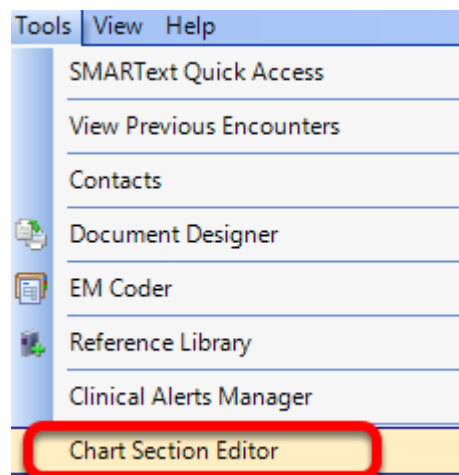 Tools View Help
SMARText Quick Access
View Previous Encounters
Contacts
Document Designer
EM Coder
Reference Library
Clinical Alerts Manager
Chart Section Editor